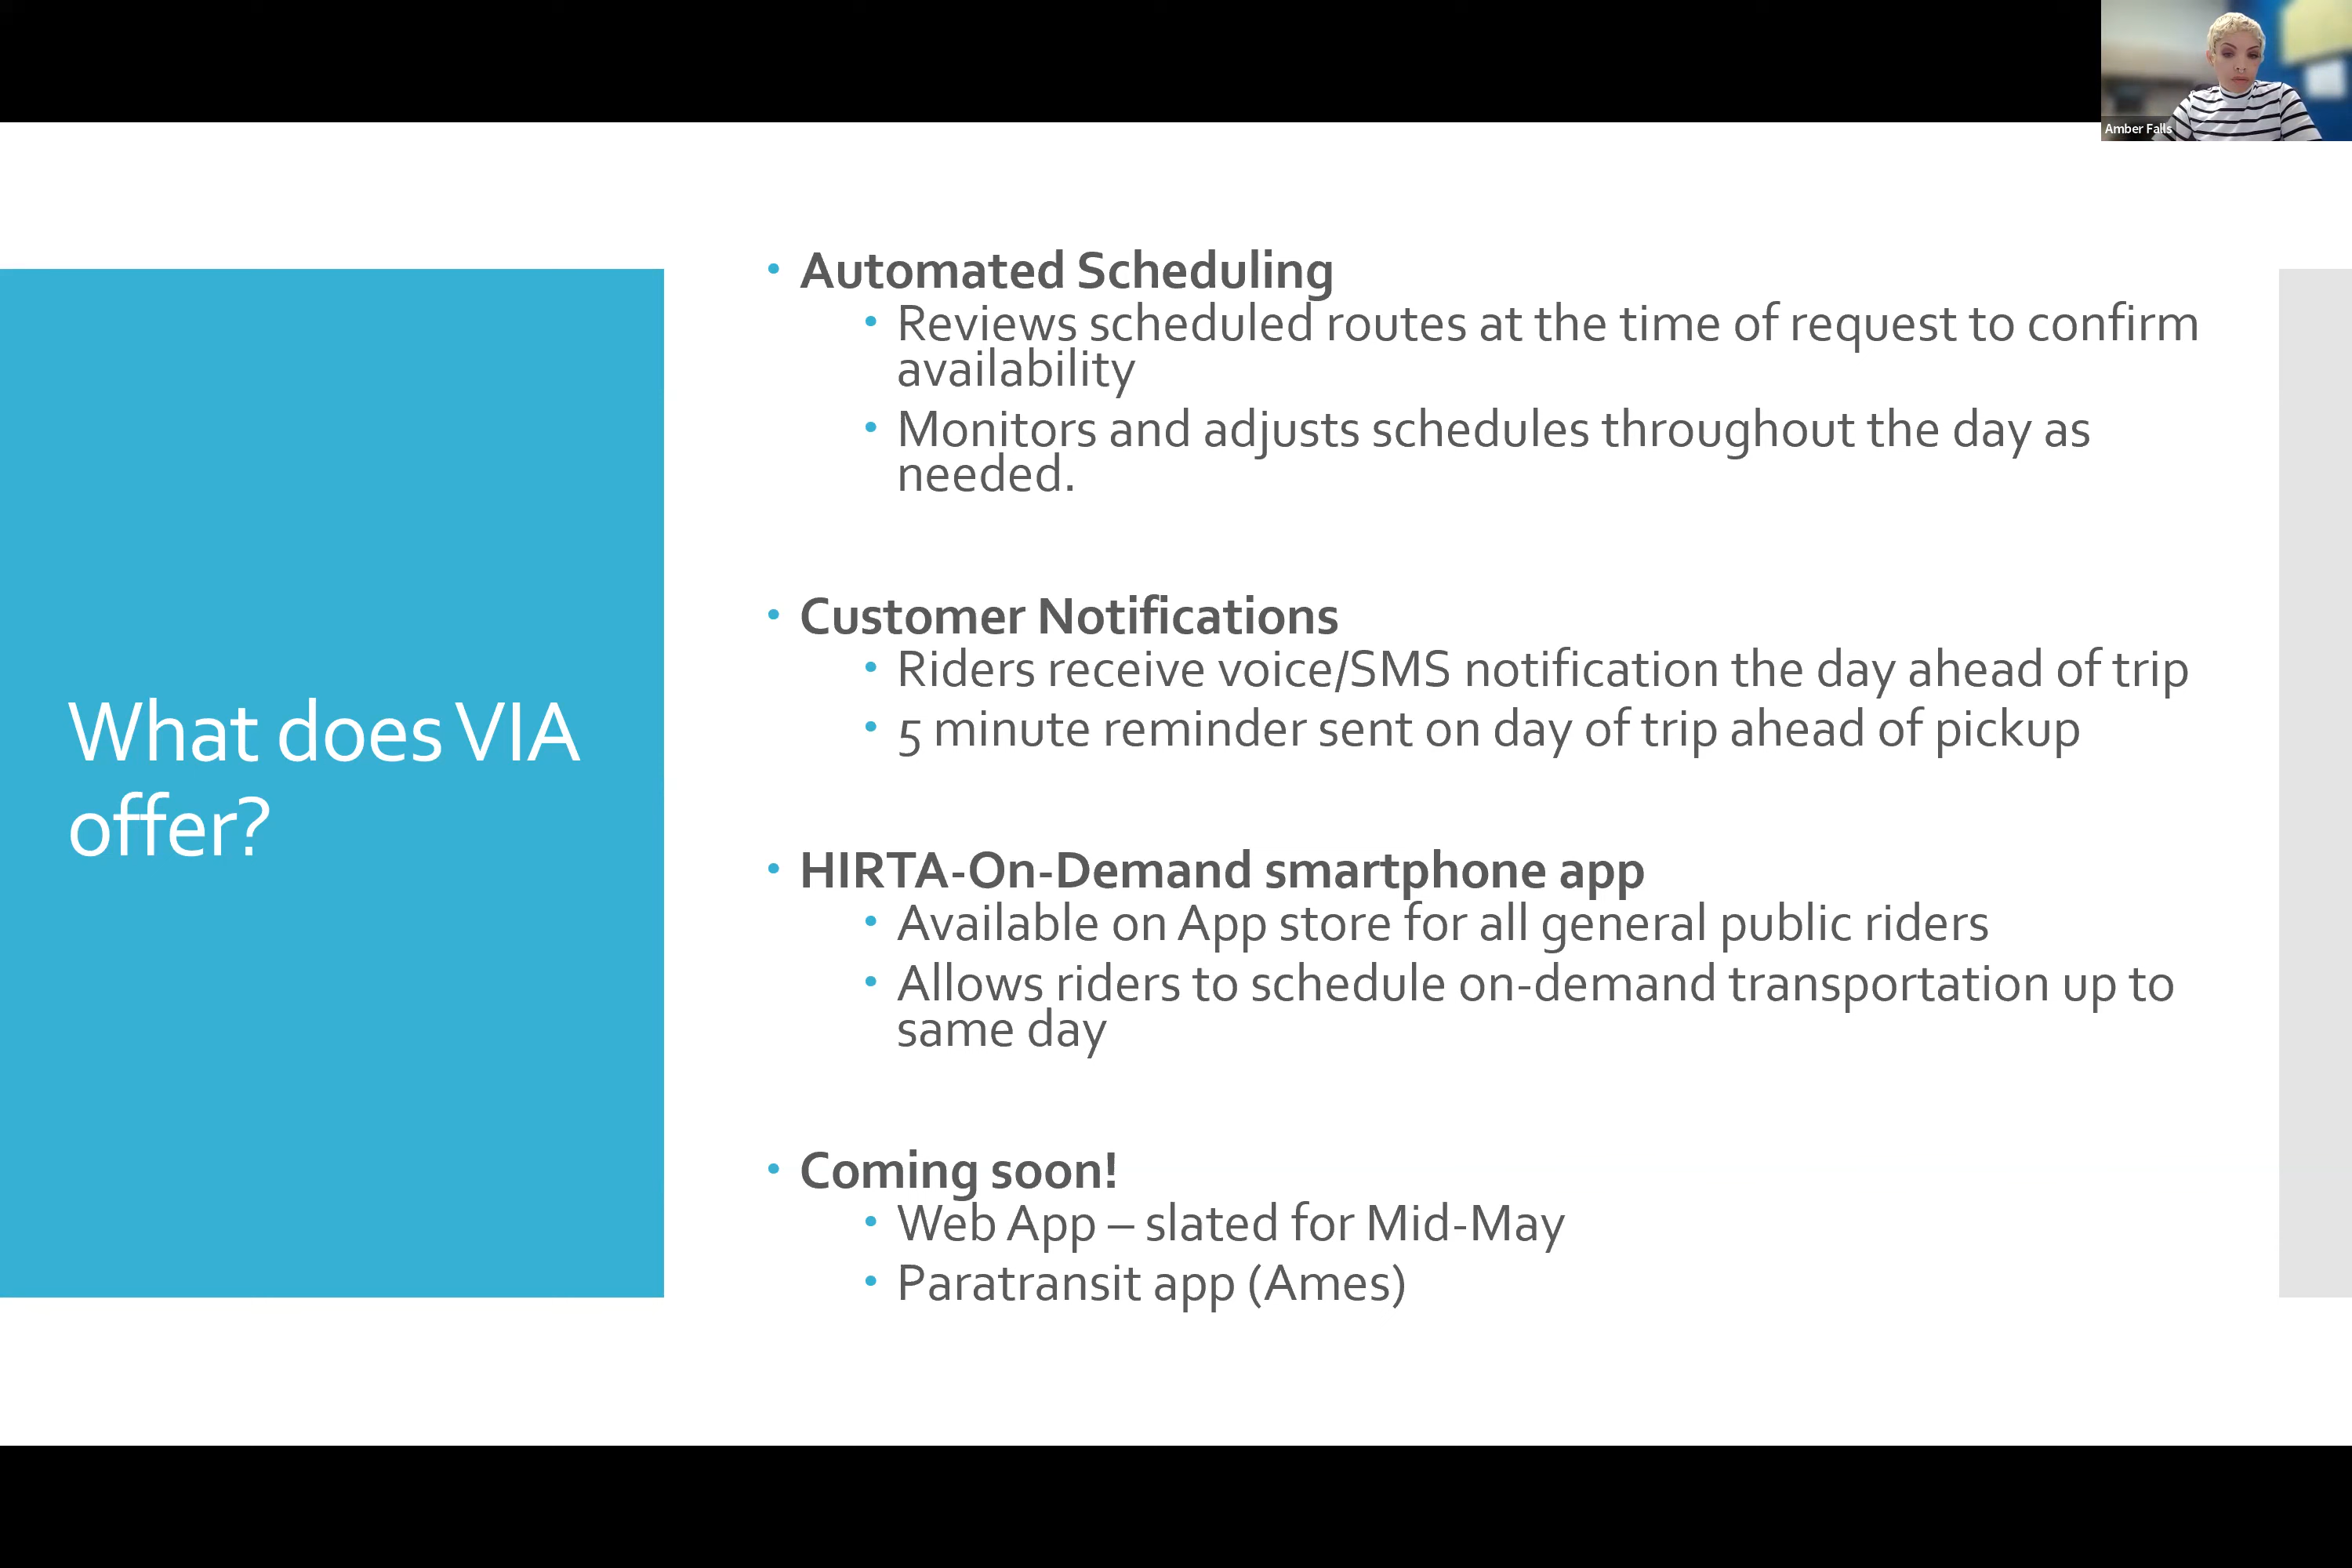 Amber Falls
What does VIA
offer?
• Automated Scheduling
• Reviews scheduled routes at the time of request to confirm
availability
• Monitors and adjusts schedules throughout the day as
needed.
• Customer Notifications
• Riders receive voice/SMS notification the day ahead of trip
• 5 minute reminder sent on day of trip ahead of pickup
• HIRTA-On-Demand smartphone app
• Available on App store for all general public riders
• Allows riders to schedule on-demand transportation up to
same day
• Coming soon!
• Web App – slated for Mid-May
• Paratransit app (Ames)